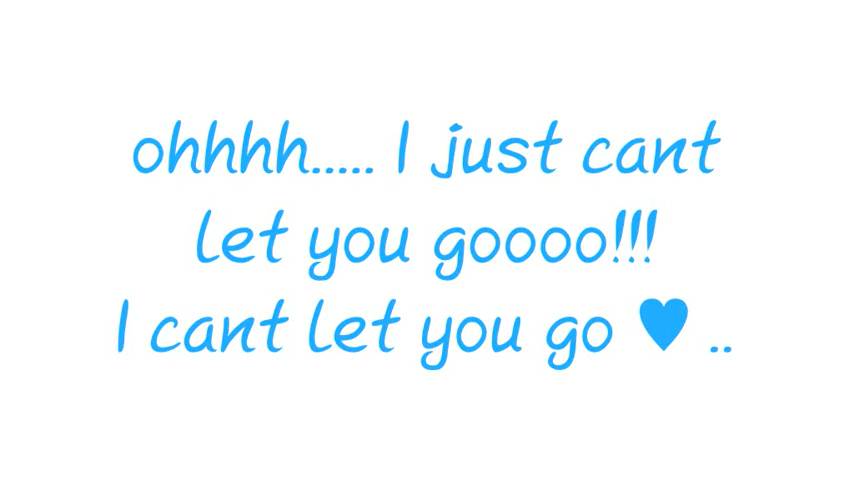 ohhhh..... I just cant
let you goooo!!!
I cant let you go ♥ ..